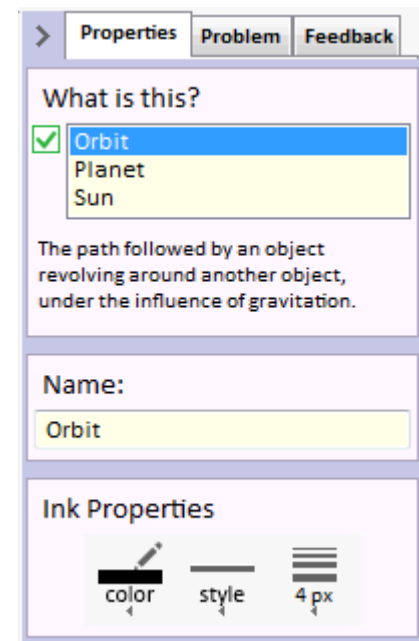 Properties Problem Feedback
What is this?
Orbit
Planet
Sun
The path followed by an object
revolving around another object,
under the influence of gravitation.
Name:
Orbit
Ink Properties
color style 4 px